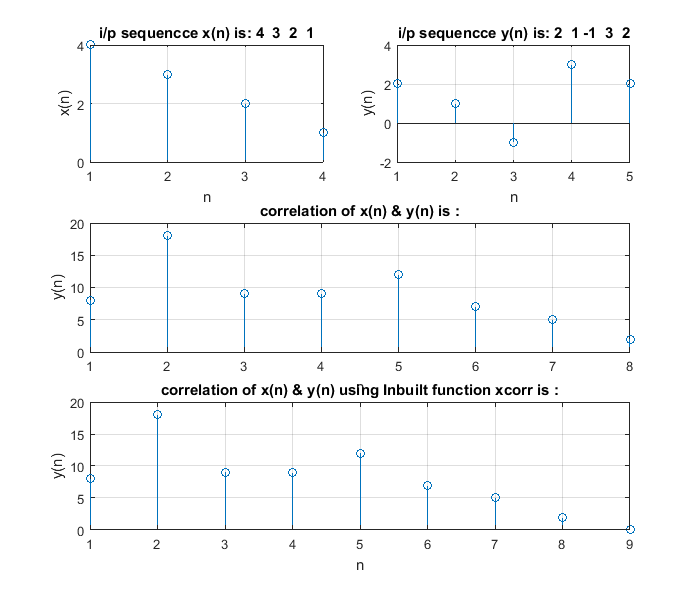 i/p sequencce x(n) is: 4 3 2 1
4
2
0
x(n)
1 2 3 4
n
i/p sequencce y(n) is: 2 1 -1 3 2
4
2
0
-2
y(n)
1 2 3 4 5
n
correlation of x(n) & y(n) is :
20
15
10
5
0
y(n)
1 2 3 4 5 6 7 8
correlation of x(n) & y(n) using Inbuilt function xcorr is :
20
15
10
5
0
y(n)
1 2 3 4 5 6 7 8 9
n